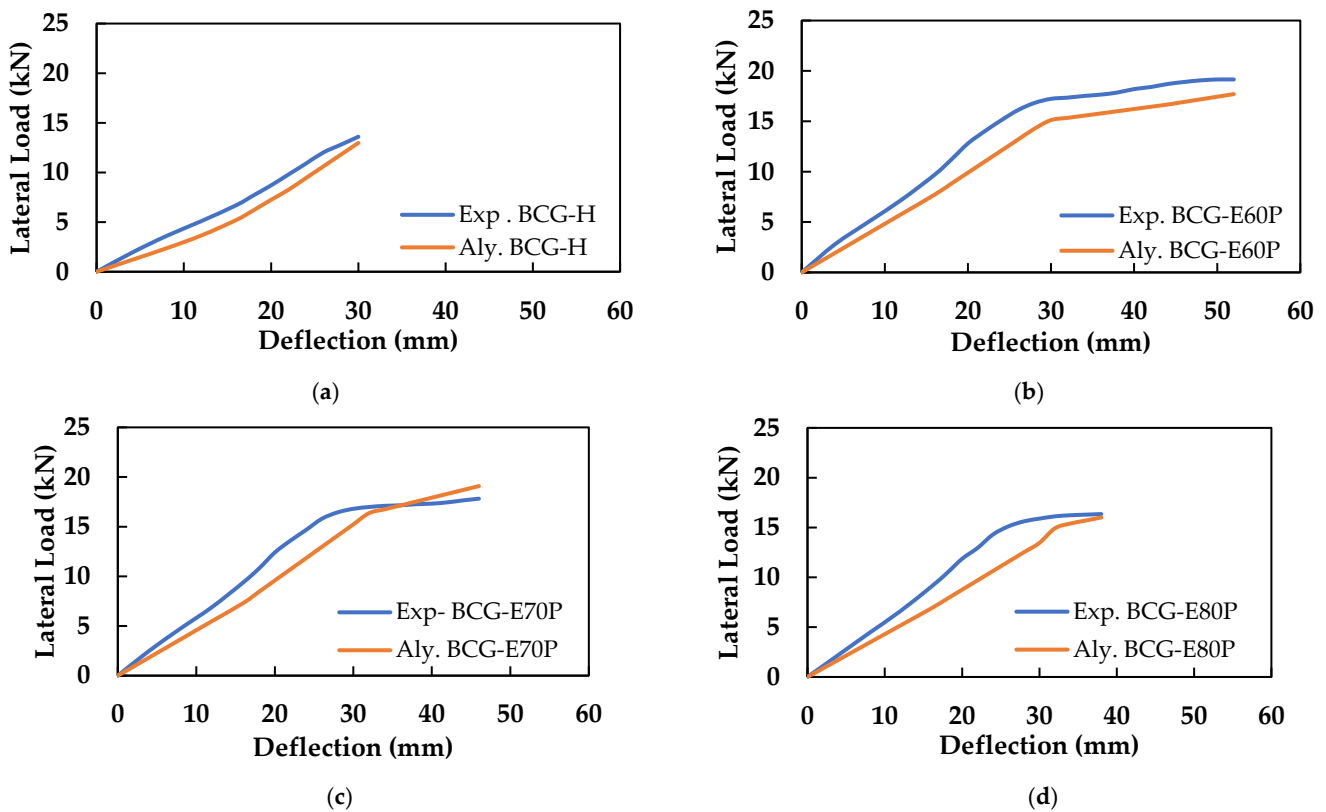 25
20
15
10
5
0
Lateral Load (kN)
0 10 20 30 40 50 60
Deflection (mm)
Exp . BCG-H
Aly. BCG-H
(a)
25
20
15
10
5
0
Lateral Load (kN)
0 10 20 30 40 50 60
Deflection (mm)
Exp. BCG-E60P
Aly. BCG-E60P
(b)
25
20
15
10
5
0
Lateral Load (kN)
0 10 20 30 40 50 60
Deflection (mm)
Exp- BCG-E70P
Aly. BCG-E70P
(c)
25
20
15
10
5
0
Lateral Load (kN)
0 10 20 30 40 50 60
Deflection (mm)
Exp. BCG-E80P
Aly. BCG-E80P
(d)